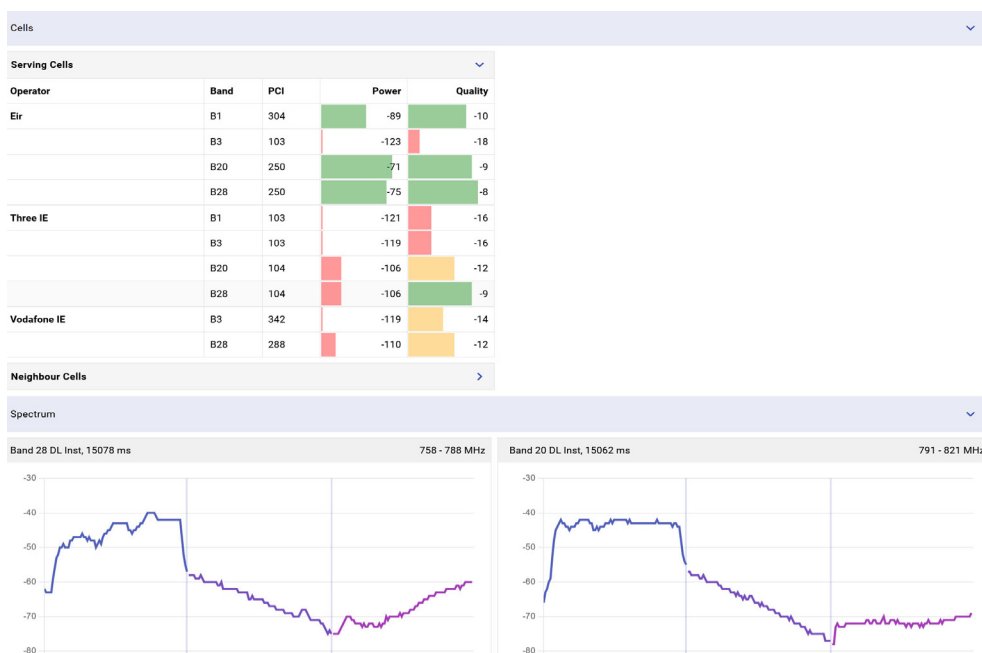 Cells
Serving Cells
Operator Band PCI Power Quality
Eir B1 304 -89 -10
B3 103 -123 -18
B20 250 -71 -9
B28 250 -75 -8
Three IE B1 103 -121 -16
B3 103 -119 -16
B20 104 -106 -12
B28 104 -106 -9
Vodafone IE B3 342 -119 -14
B28 288 -110 -12
Neighbour Cells
Spectrum
Band 28 DL Inst, 15078 ms 758 - 788 MHz
-30
-40
-50
-60
-70
-80
Band 20 DL Inst, 15062 ms 791 - 821 MHz
-30
-40
-50
-60
-70
-80